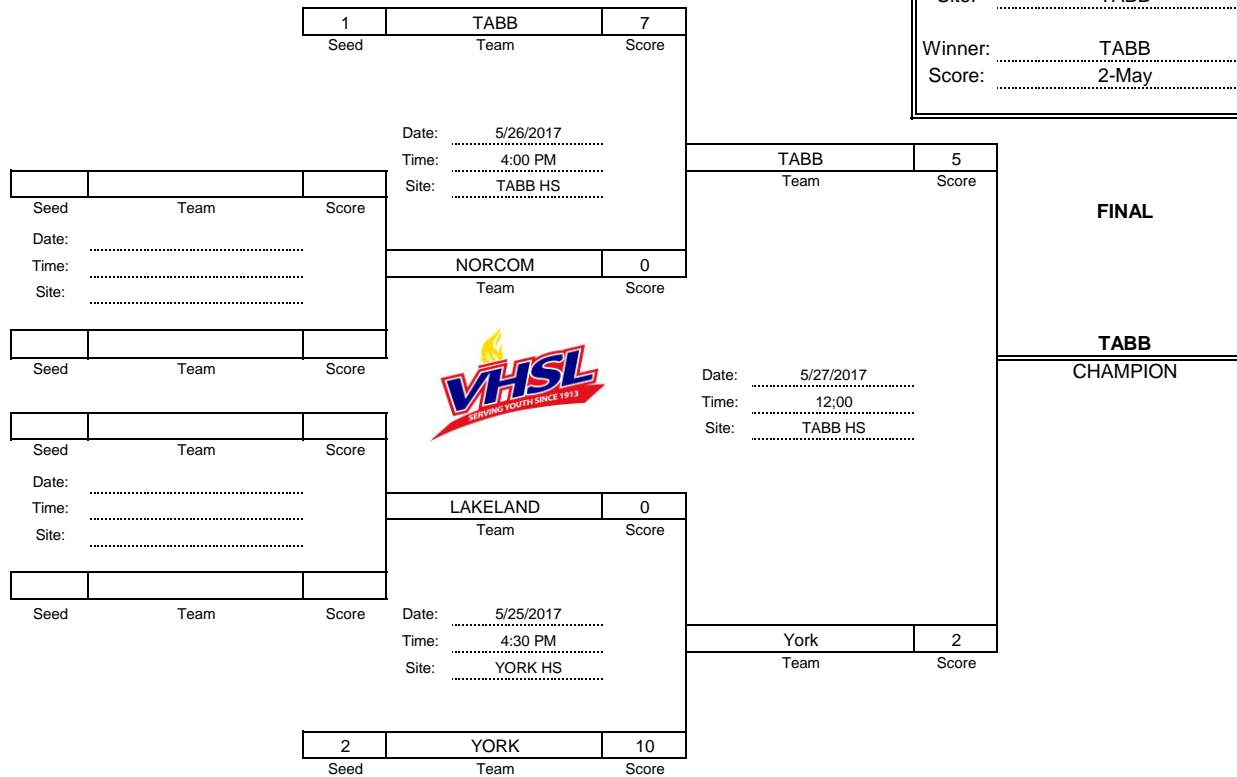 Site: TABB
1 TABB 7
Seed Team Score
Winner: TABB
Score: 2-May
Date: 5/26/2017
Time: 4:00 PM
Site: TABB HS
TABB 5
Team Score
Seed Team Score
Date:
Time:
Site:
FINAL
NORCOM 0
Team Score
Seed Team Score
VHSL
SERVING YOUTH SINCE 1913
TABB
CHAMPION
Date: 5/27/2017
Time: 12;00
Site: TABB HS
Seed Team Score
Date:
Time:
Site:
LAKELAND 0
Team Score
Seed Team Score
Date: 5/25/2017
Time: 4:30 PM
Site: YORK HS
York 2
Team Score
2 YORK 10
Seed Team Score